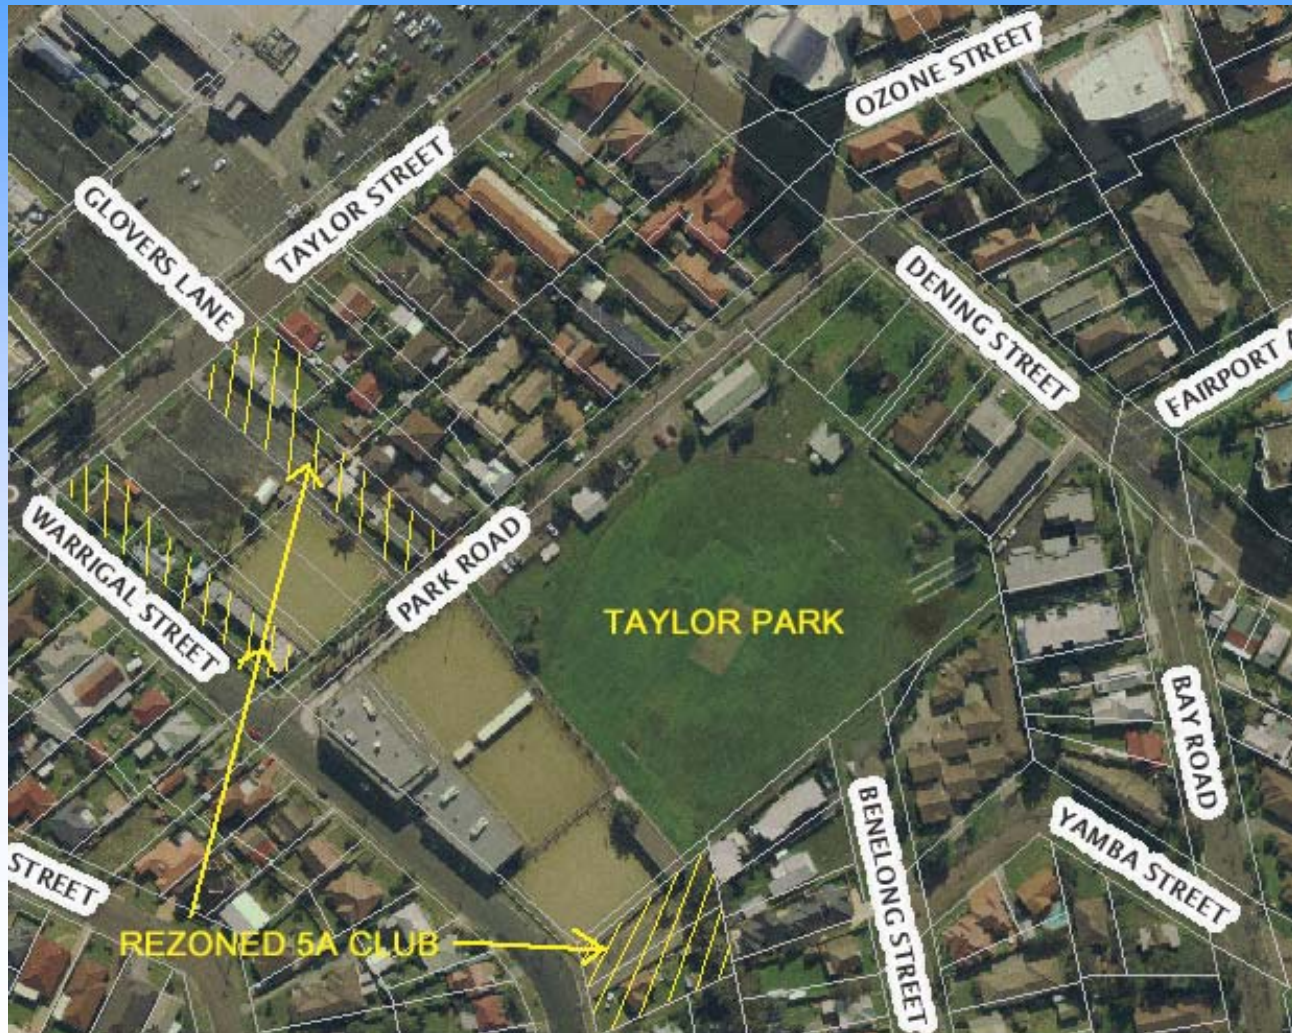 OZONE STREET
TAYLOR STREET
GLOVERS LANE
DENING STREET
FAIRPORT A
WARRIGAL STREET
PARK ROAD
TAYLOR PARK
BAY ROAD
BENELONG STREET
YAMBA STREET
STREET
REZONED 5A CLUB